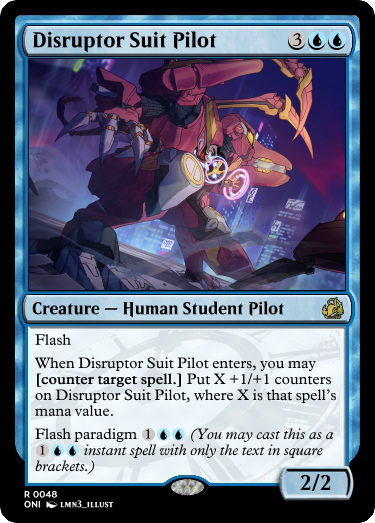 Disruptor Suit Pilot 3
Creature — Human Student Pilot
Flash
When Disruptor Suit Pilot enters, you may
[counter target spell.] Put X +1/+1 counters
on Disruptor Suit Pilot, where X is that spell's
mana value.
Flash paradigm 1 (You may cast this as a
1 instant spell with only the text in square
brackets.)
2/2
R 0048
ONI LMN3_ILLUST